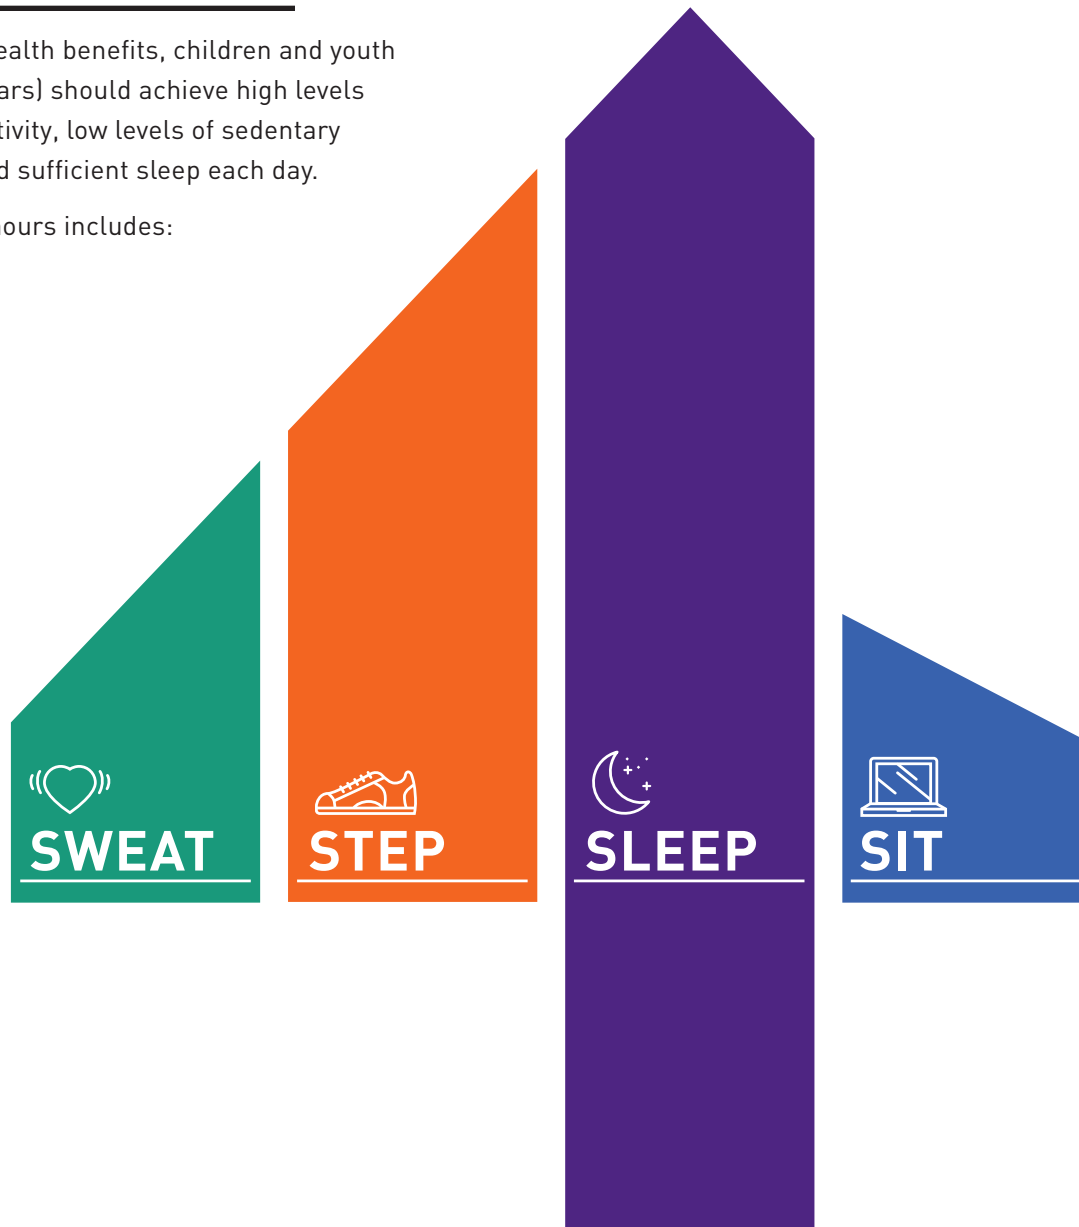 ealth benefits, children and youth
ars) should achieve high levels
tivity, low levels of sedentary
d sufficient sleep each day.
hours includes:
SWEAT
STEP
SLEEP
SIT